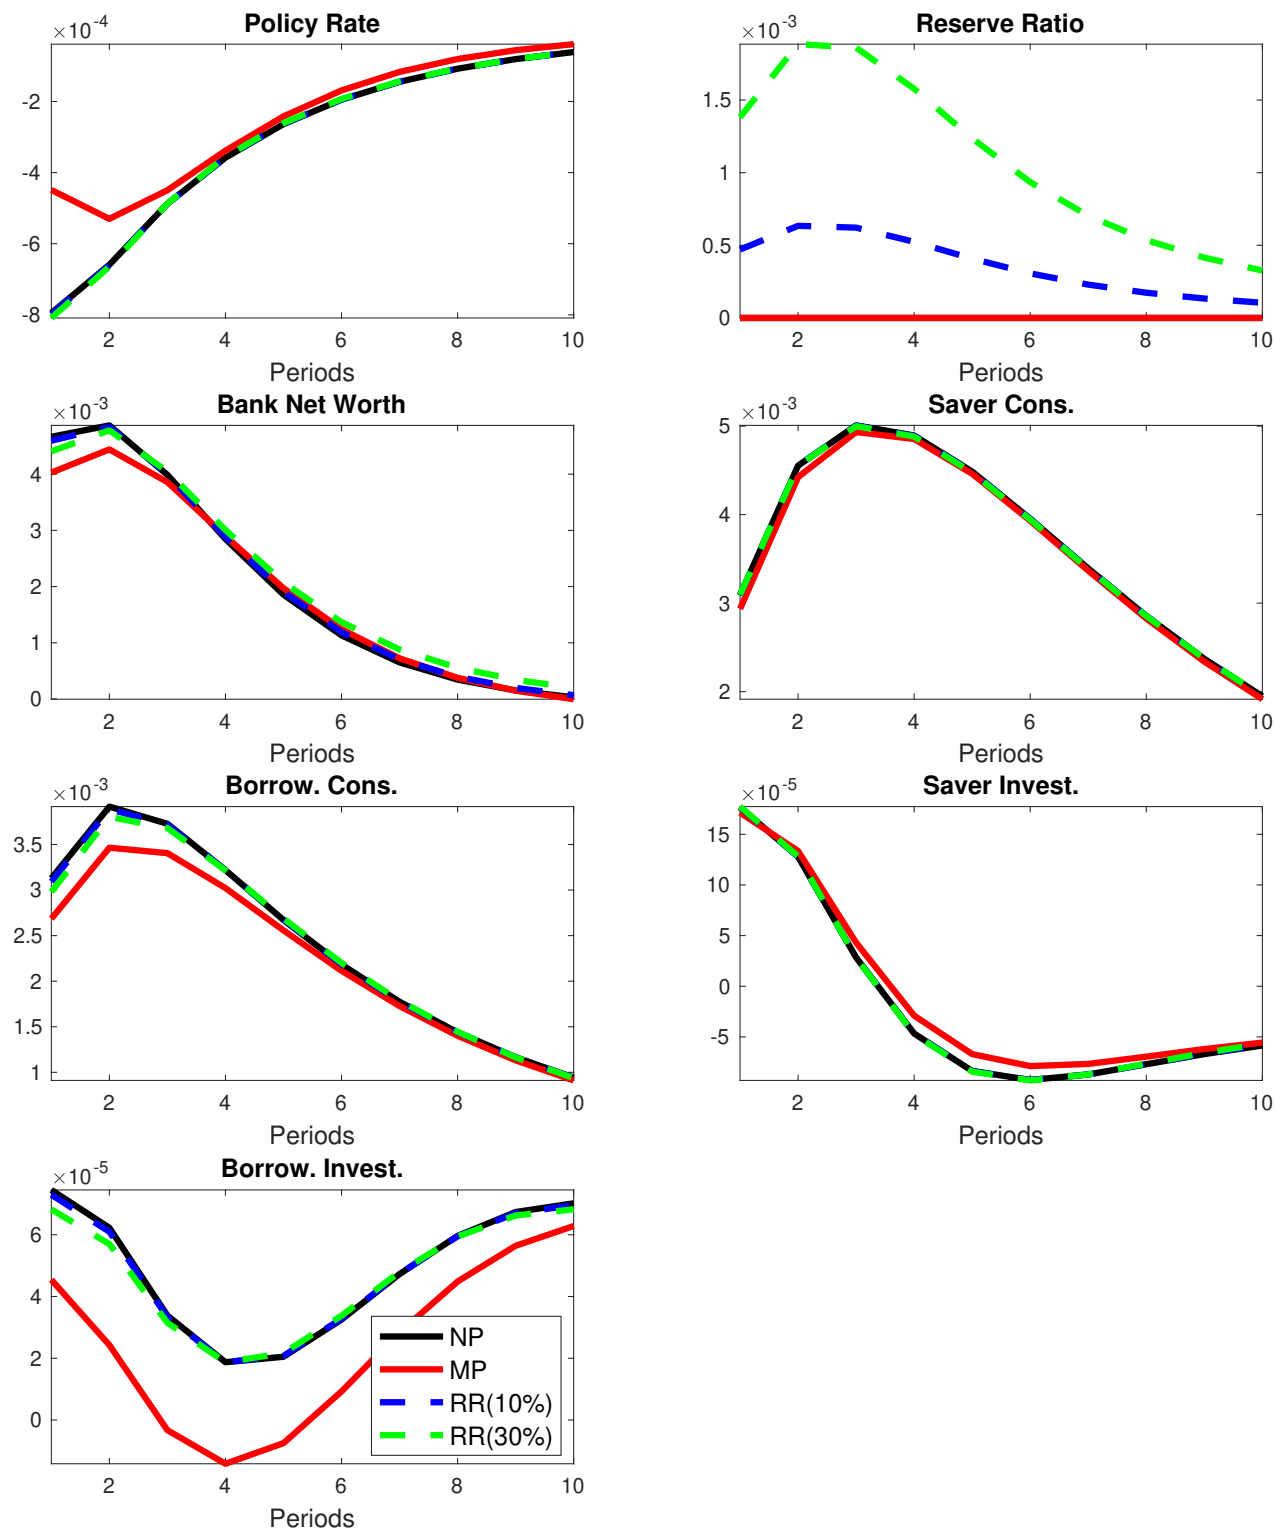 Policy Rate
×10-4
-2
-4
-6
-8
2 4 6 8 10
Periods
Reserve Ratio
×10-3
1.5
1
0.5
0
2 4 6 8 10
Periods
Bank Net Worth
×10-3
4
3
2
1
0
2 4 6 8 10
Periods
Saver Cons.
×10-3
5
4
3
2
2 4 6 8 10
Periods
Borrow. Cons.
×10-3
3.5
3
2.5
2
1.5
1
2 4 6 8 10
Periods
Saver Invest.
×10-5
15
10
5
0
-5
2 4 6 8 10
Periods
Borrow. Invest.
×10-5
6
4
2
0
2 4 6 8 10
Periods
NP
MP
RR(10%)
RR(30%)